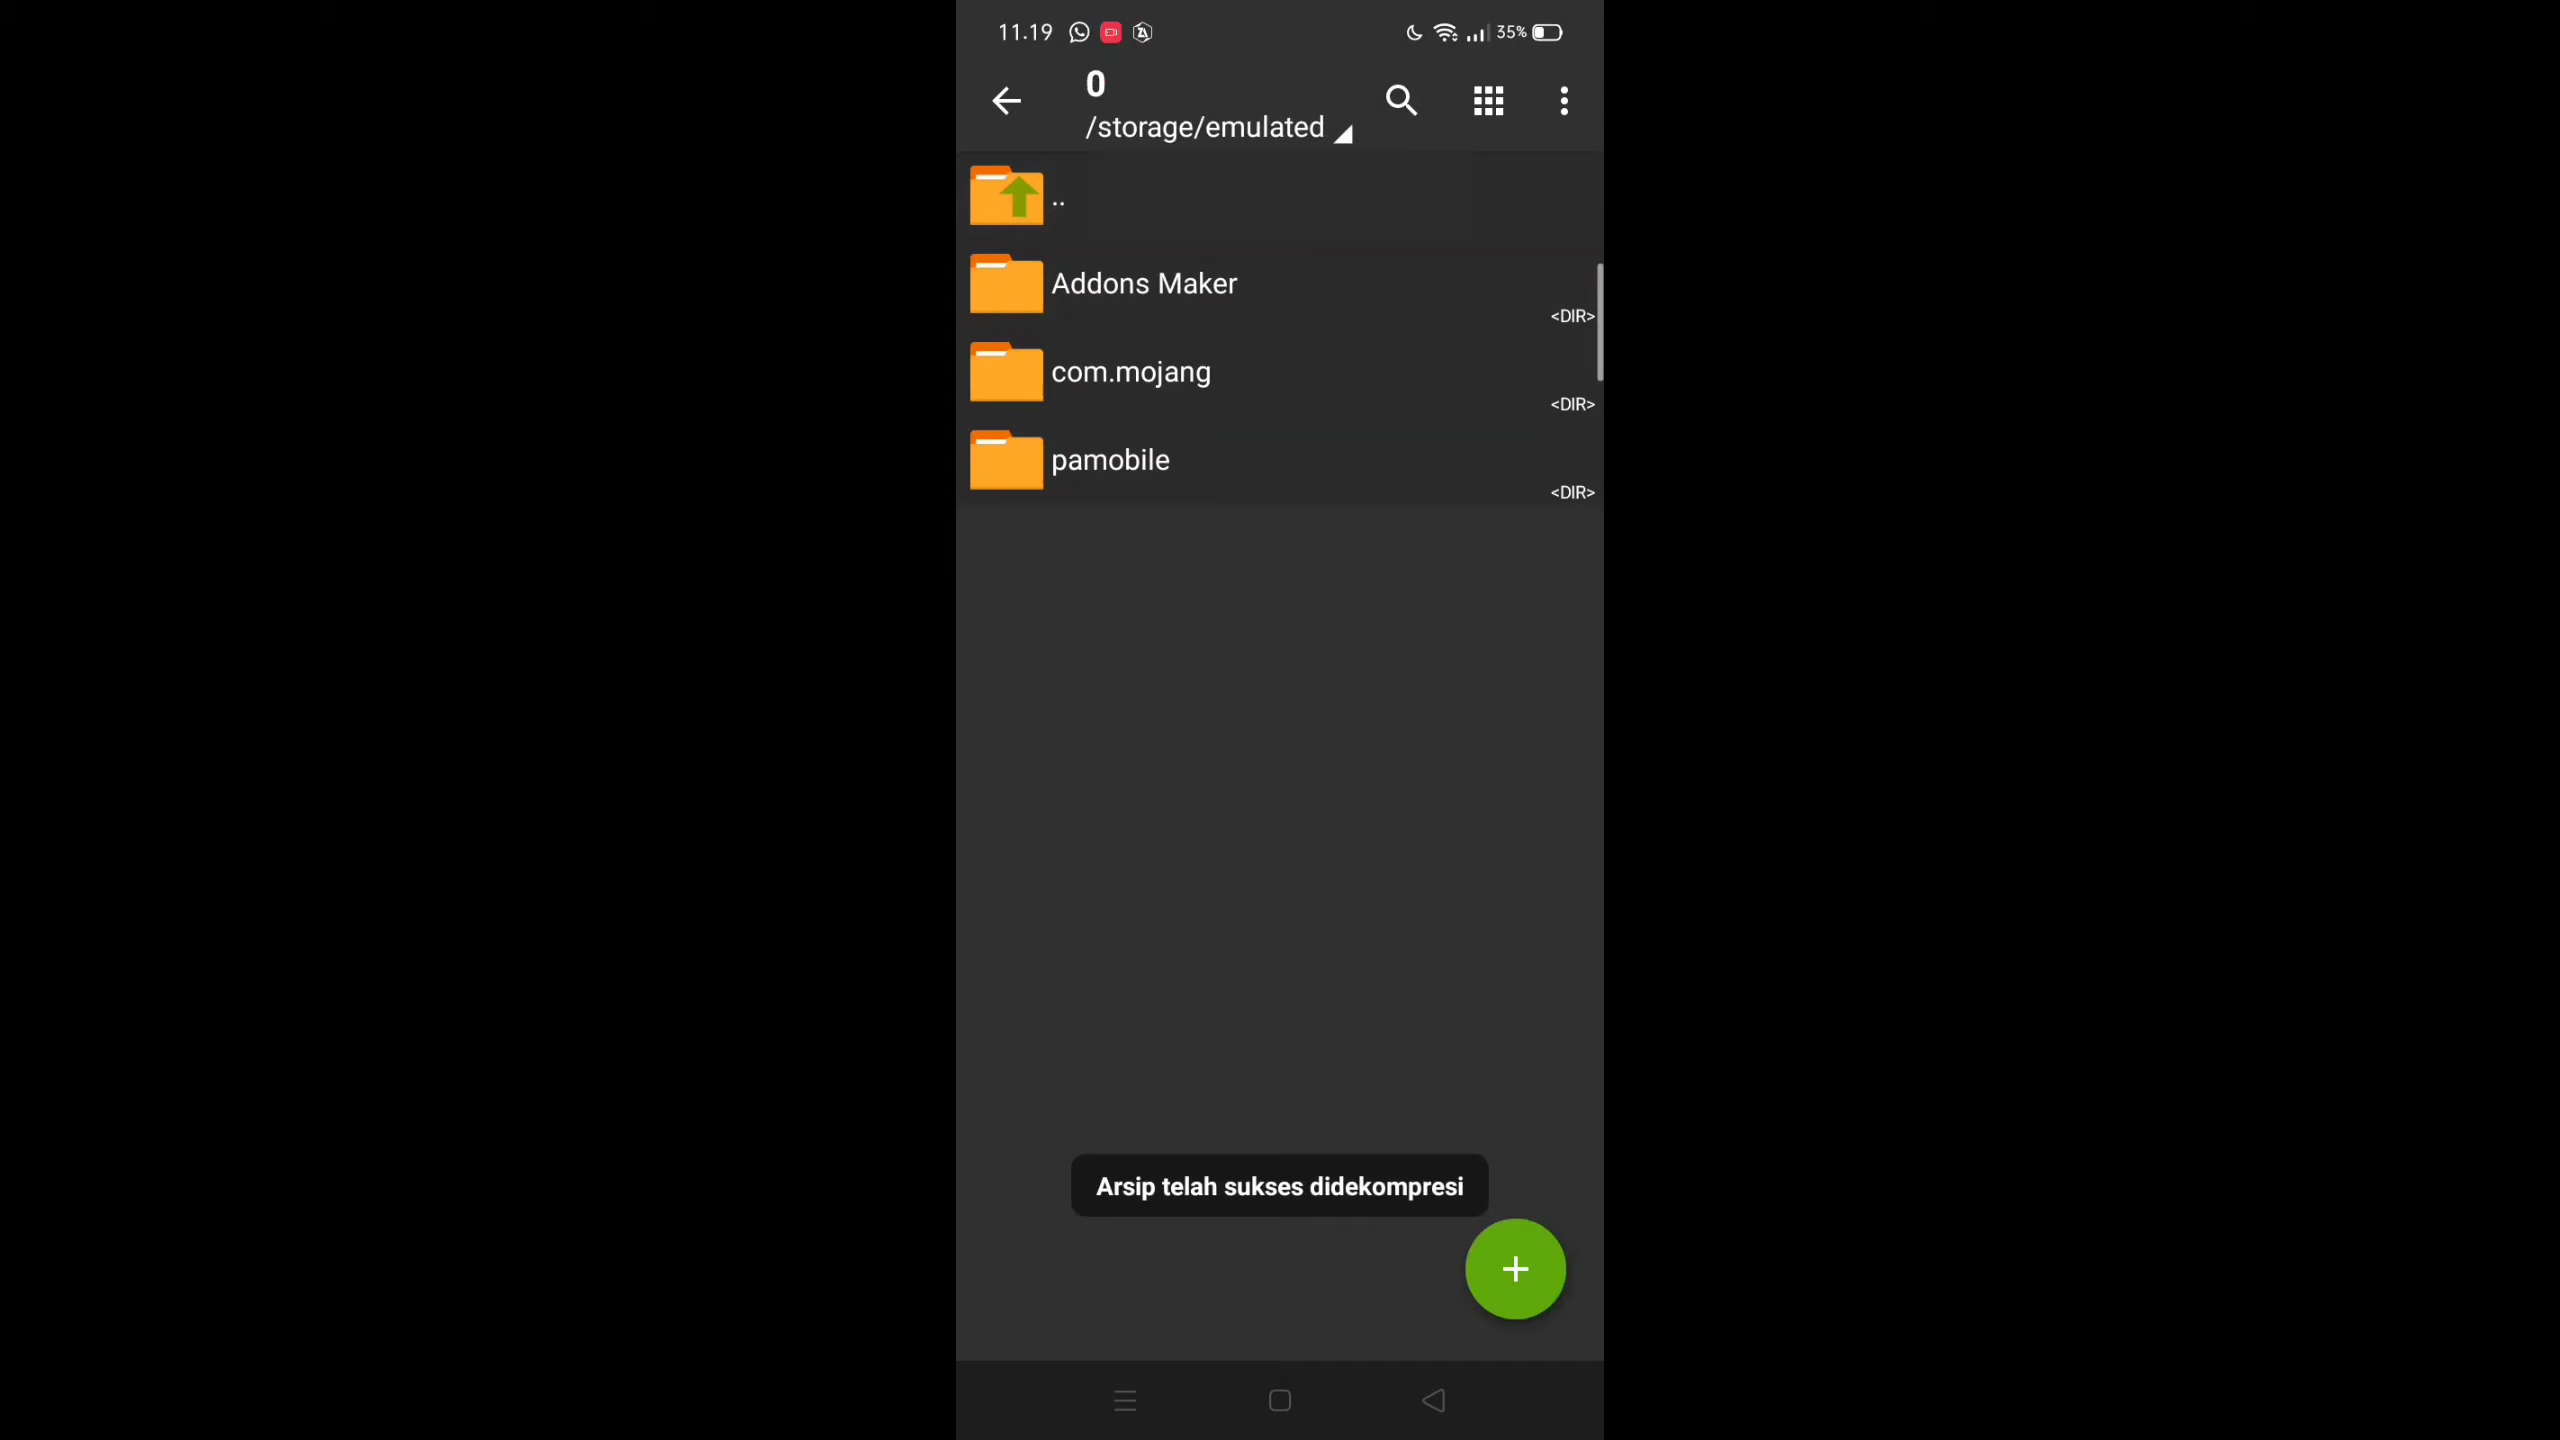 11.19
35%
0
/storage/emulated
..
Addons Maker
<DIR>
com.mojang
<DIR>
pamobile
<DIR>
Arsip telah sukses didekompresi